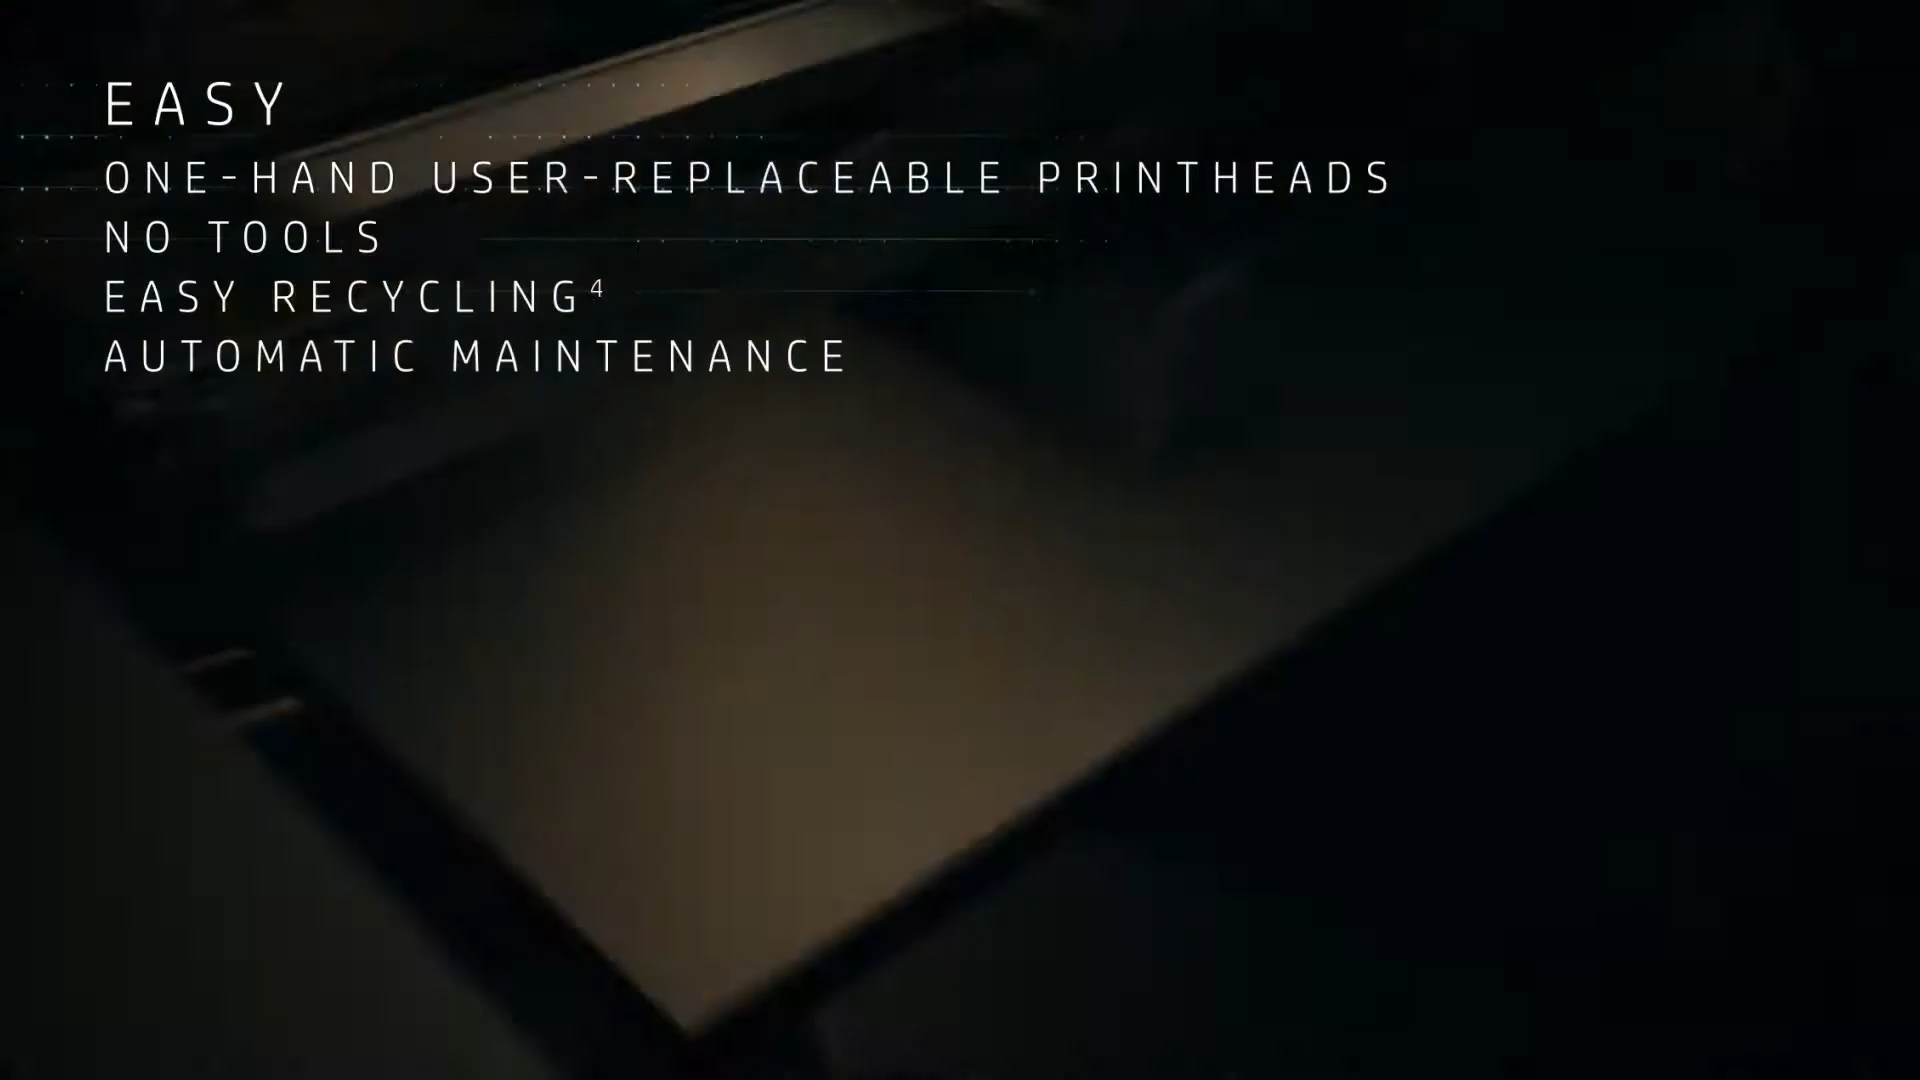 EASY
ONE-HAND USER-REPLACEABLE PRINTHEADS
NO TOOLS
EASY RECYCLING⁴
AUTOMATIC MAINTENANCE